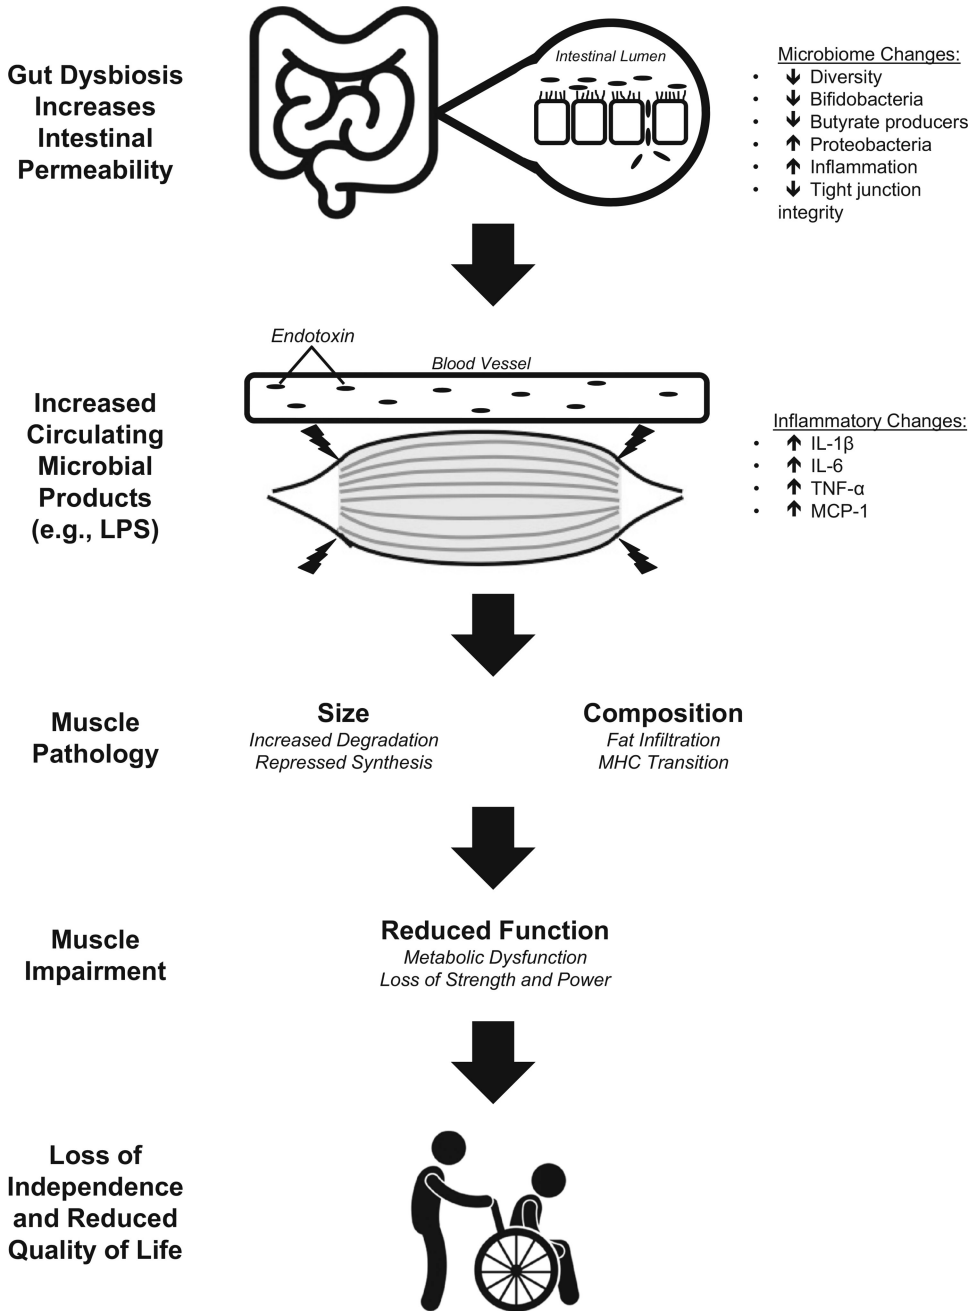 Gut Dysbiosis
Increases
Intestinal
Permeability
Intestinal Lumen
Microbiome Changes:
• 🡫 Diversity
• 🡫 Bifidobacteria
• 🡫 Butyrate producers
• 🡩 Proteobacteria
• 🡩 Inflammation
• 🡫 Tight junction
integrity
Endotoxin
Blood Vessel
Increased
Circulating
Microbial
Products
(e.g., LPS)
Inflammatory Changes:
• 🡩 IL-1β
• 🡩 IL-6
• 🡩 TNF-α
• 🡩 MCP-1
Muscle
Pathology
Size
Increased Degradation
Repressed Synthesis
Composition
Fat Infiltration
MHC Transition
Muscle
Impairment
Reduced Function
Metabolic Dysfunction
Loss of Strength and Power
Loss of
Independence
and Reduced
Quality of Life